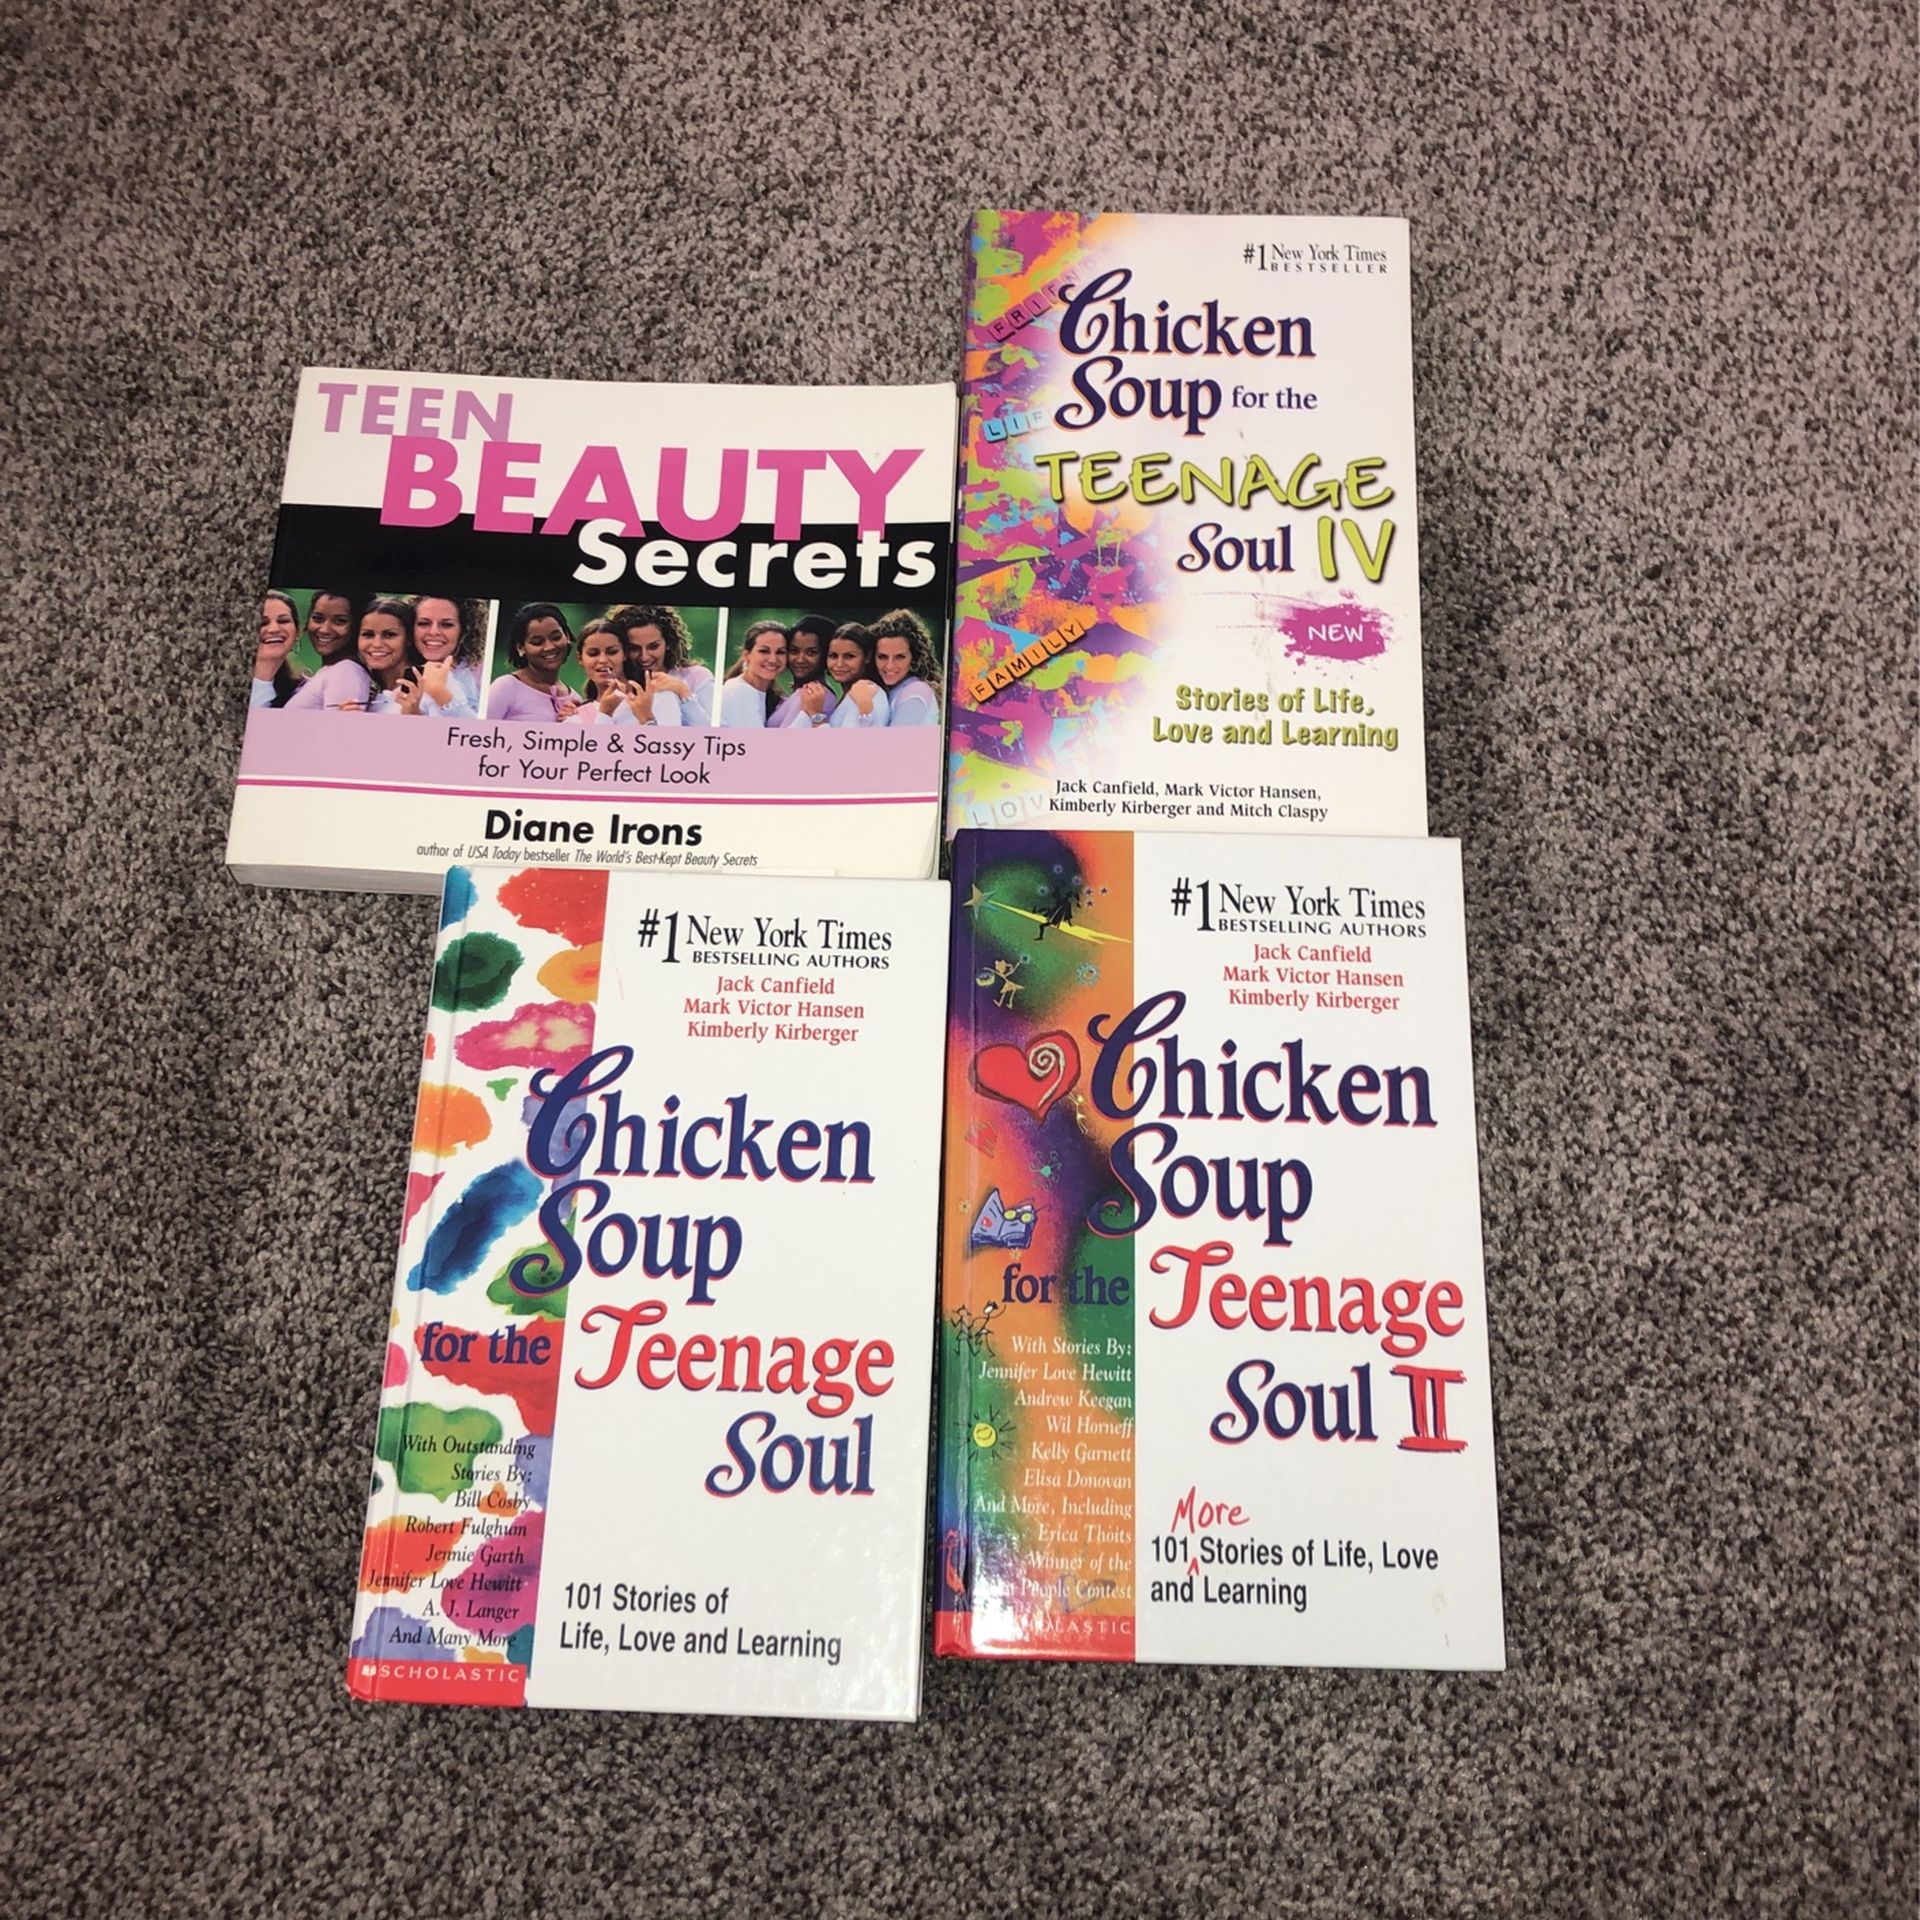 TEEN
BEAUTY
Secrets
Fresh, Simple & Sassy Tips
for Your Perfect Look
Diane Irons
author of USA Today bestseller The World's Best-Kept Beauty Secrets
#1 New York Times
BESTSELLER
FRIEND
Chicken
Soup for the
LIF
TEENAGE
Soul IV
NEW
FAMILY
Stories of Life,
Love and Learning
Jack Canfield, Mark Victor Hansen,
LOV
Kimberly Kirberger and Mitch Claspy
#1 New York Times
BESTSELLING AUTHORS
Jack Canfield
Mark Victor Hansen
Kimberly Kirberger
Chicken
Soup
for the Teenage
Soul
With Outstanding
Stories By:
Bill Cosby
Robert Fulghum
Jennie Garth
Jennifer Love Hewitt
A. J. Langer
And Many More
101 Stories of
Life, Love and Learning
SCHOLASTIC
#1 New York Times
BESTSELLING AUTHORS
Jack Canfield
Mark Victor Hansen
Kimberly Kirberger
Chicken
Soup
for the Teenage
Soul II
With Stories By:
Jennifer Love Hewitt
Andrew Keegan
Wil Horneff
Kelly Garnett
Elisa Donovan
And More, Including
Erica Thoits
Winner of the
People Contest
More
101 Stories of Life, Love
and Learning
SCHOLASTIC